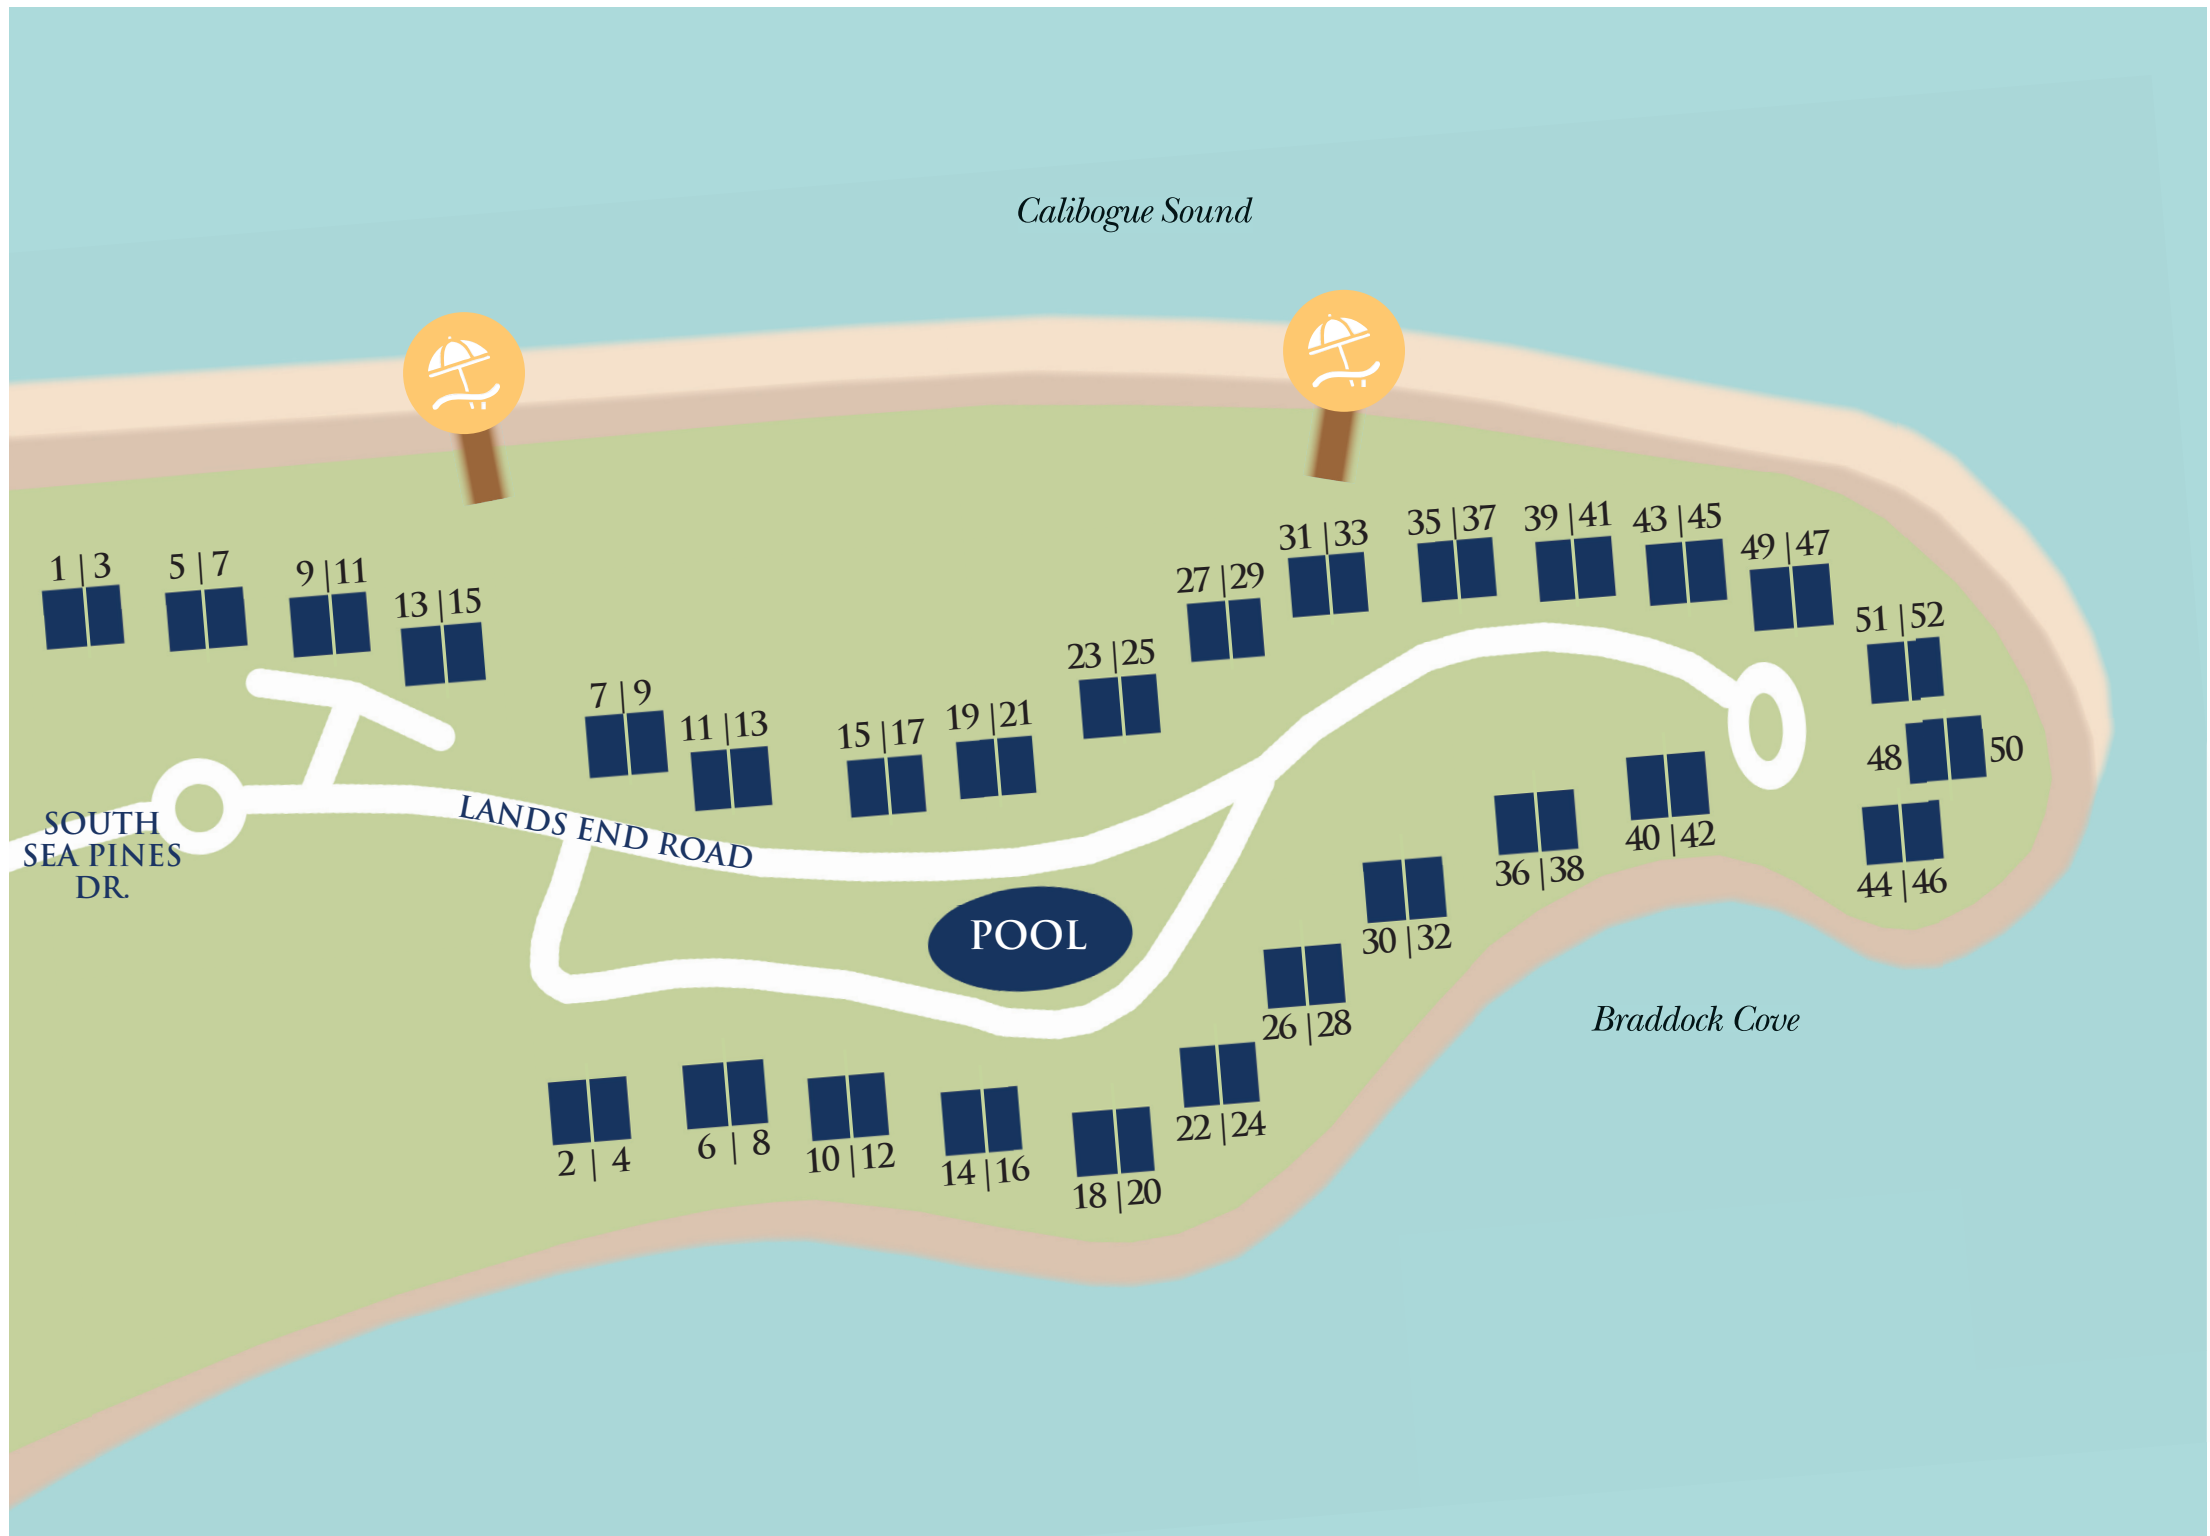 Calibogue Sound
1 | 3
5 | 7
9 | 11
13 | 15
7 | 9
11 | 13
15 | 17
19 | 21
23 | 25
27 | 29
31 | 33
35 | 37
39 | 41
43 | 45
49 | 47
51 | 52
48
50
44 | 46
40 | 42
36 | 38
30 | 32
26 | 28
22 | 24
18 | 20
14 | 16
10 | 12
6 | 8
2 | 4
LANDS END ROAD
SOUTH
SEA PINES
DR.
POOL
Braddock Cove